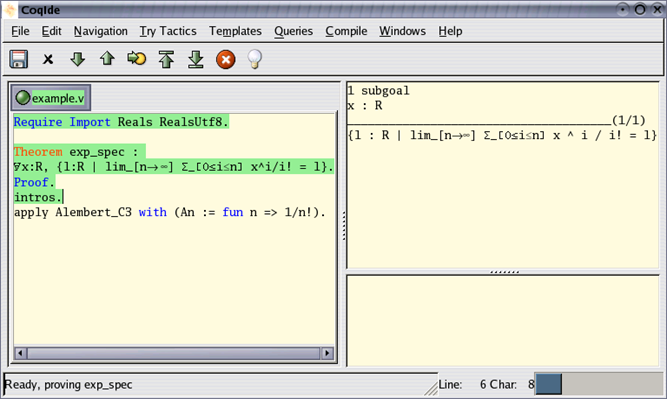 CoqIde
File Edit Navigation Try Tactics Templates Queries Compile Windows Help
example.v
Require Import Reals RealsUtf8.
Theorem exp_spec :
∀x:R, {l:R | lim_[n→∞] Σ_[0≤i≤n] x^i/i! = l}.
Proof.
intros.
apply Alembert_C3 with (An := fun n => 1/n!).
1 subgoal
x : R
(1/1)
{l : R | lim_[n→∞] Σ_[0≤i≤n] x ^ i / i! = l}
Ready, proving exp_spec
Line: 6 Char: 8